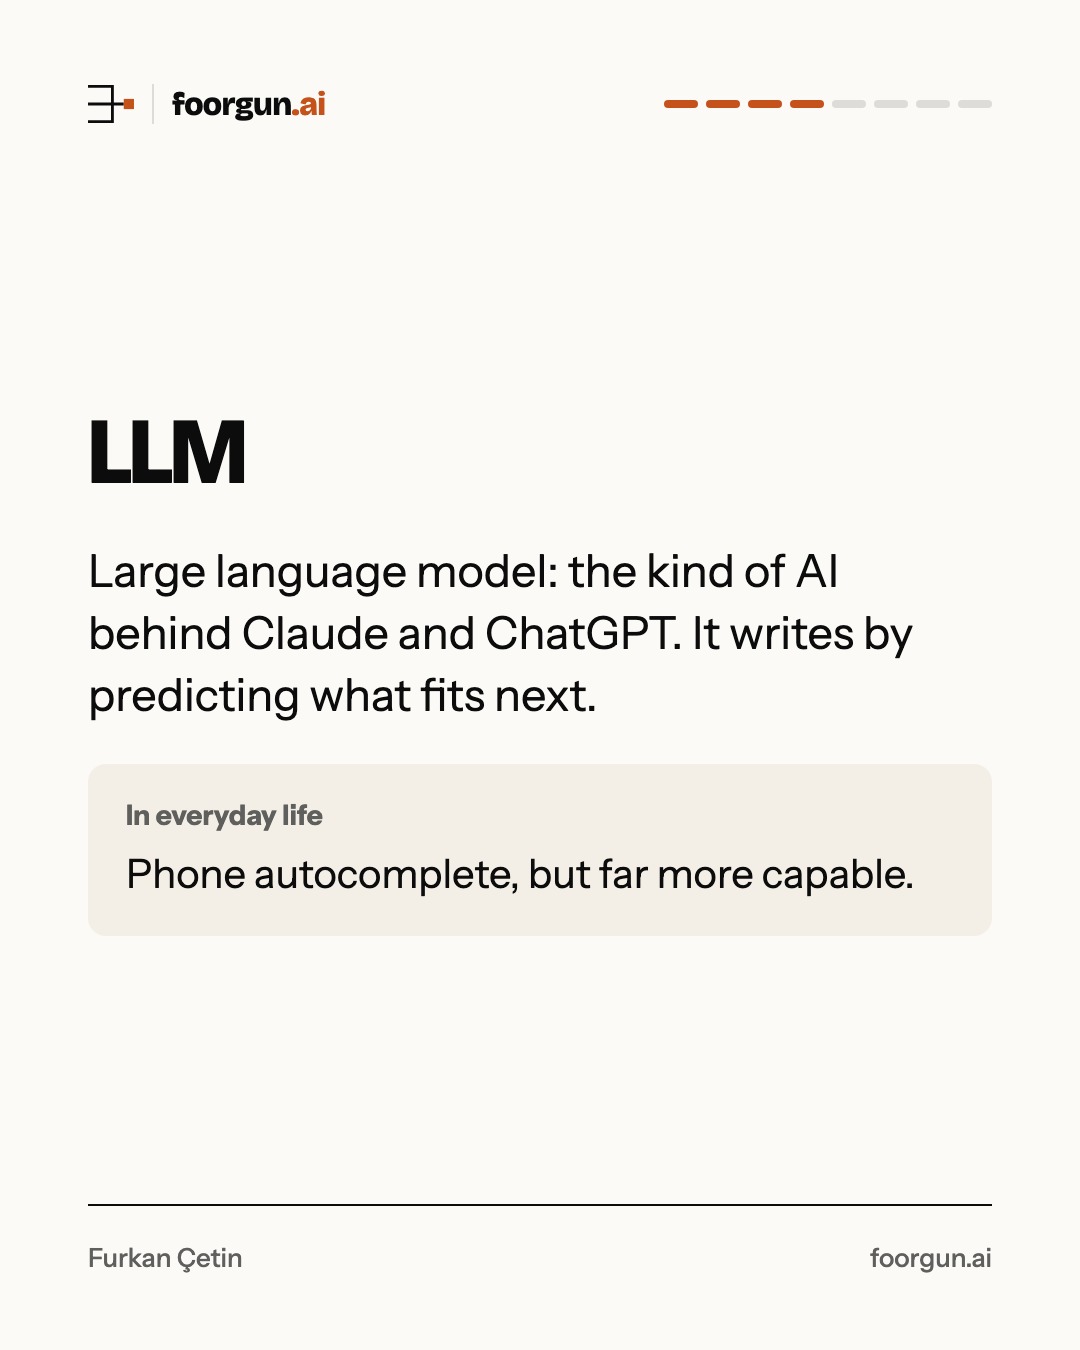 foorgun.ai
LLM
Large language model: the kind of AI
behind Claude and ChatGPT. It writes by
predicting what fits next.
In everyday life
Phone autocomplete, but far more capable.
Furkan Çetin
foorgun.ai